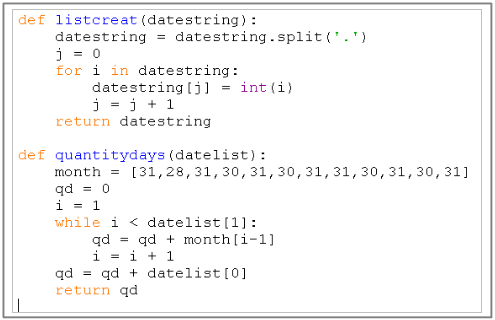 def listcreat(datestring):
    datestring = datestring.split('.')
    j = 0
    for i in datestring:
        datestring[j] = int(i)
        j = j + 1
    return datestring

def quantitydays(datelist):
    month = [31,28,31,30,31,30,31,31,30,31,30,31]
    qd = 0
    i = 1
    while i < datelist[1]:
        qd = qd + month[i-1]
        i = i + 1
    qd = qd + datelist[0]
    return qd